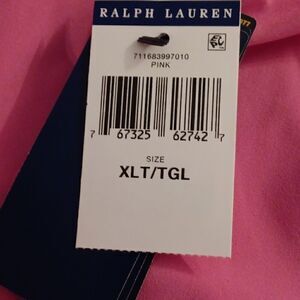 RALPH LAUREN
711683997010
PINK
7 67325 62742 7
SIZE
XLT/TGL